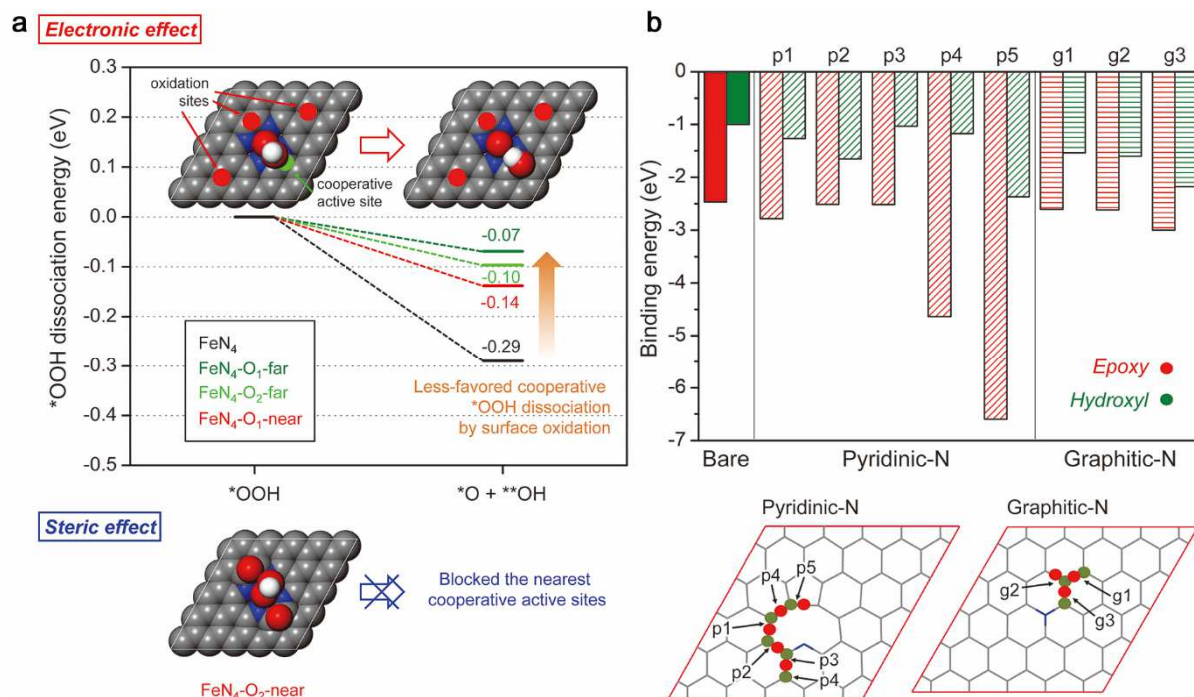 a
Electronic effect
*OOH dissociation energy (eV)
0.3
0.2
0.1
0.0
-0.1
-0.2
-0.3
-0.4
-0.5
oxidation
sites
cooperative
active site
-0.07
-0.10
-0.14
-0.29
FeN₄
FeN₄-O₁-far
FeN₄-O₂-far
FeN₄-O₁-near
Less-favored cooperative
*OOH dissociation
by surface oxidation
*OOH
*O + **OH
Steric effect
Blocked the nearest
cooperative active sites
FeN₄-O₂-near
b
p1 p2 p3 p4 p5 g1 g2 g3
Binding energy (eV)
0
-1
-2
-3
-4
-5
-6
-7
Epoxy
Hydroxyl
Bare Pyridinic-N Graphitic-N
Pyridinic-N
p4 p5
p1
p2
p3
p4
Graphitic-N
g2
g1
g3